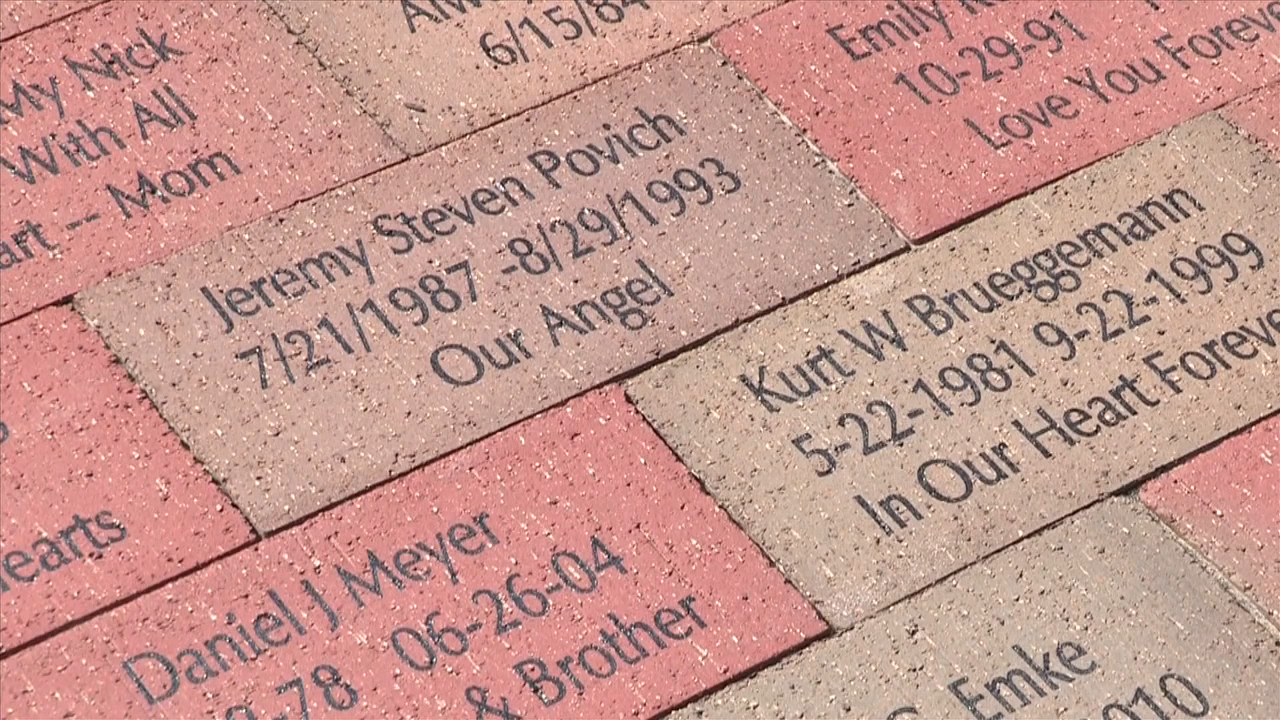 My Nick
With All
art -- Mom
6/15/84
Emily
10-29-91
Love You Forever
Jeremy Steven Povich
7/21/1987 -8/29/1993
Our Angel
Kurt W Brueggemann
5-22-1981 9-22-1999
In Our Heart Forever
earts
Daniel J Meyer
-78 06-26-04
& Brother
Emke
010